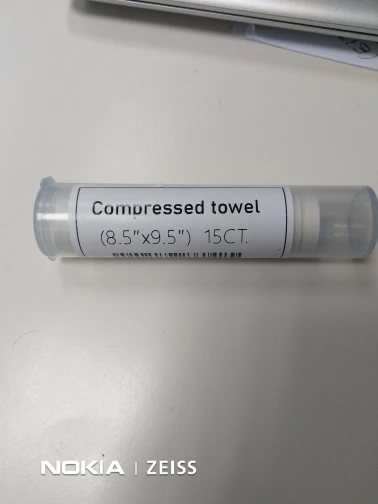 Compressed towel
(8.5"x9.5") 15CT.
NOKIA | ZEISS